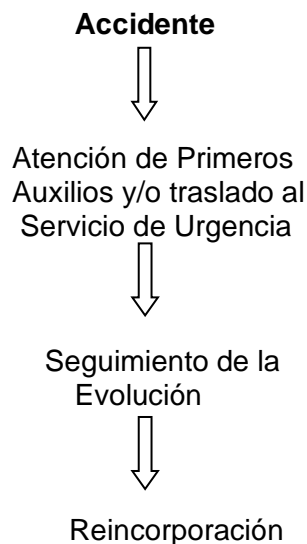 Accidente
Atención de Primeros
Auxilios y/o traslado al
Servicio de Urgencia
Seguimiento de la
Evolución
Reincorporación